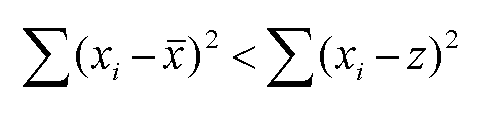 ∑(xᵢ − x̄)² < ∑(xᵢ − z)²